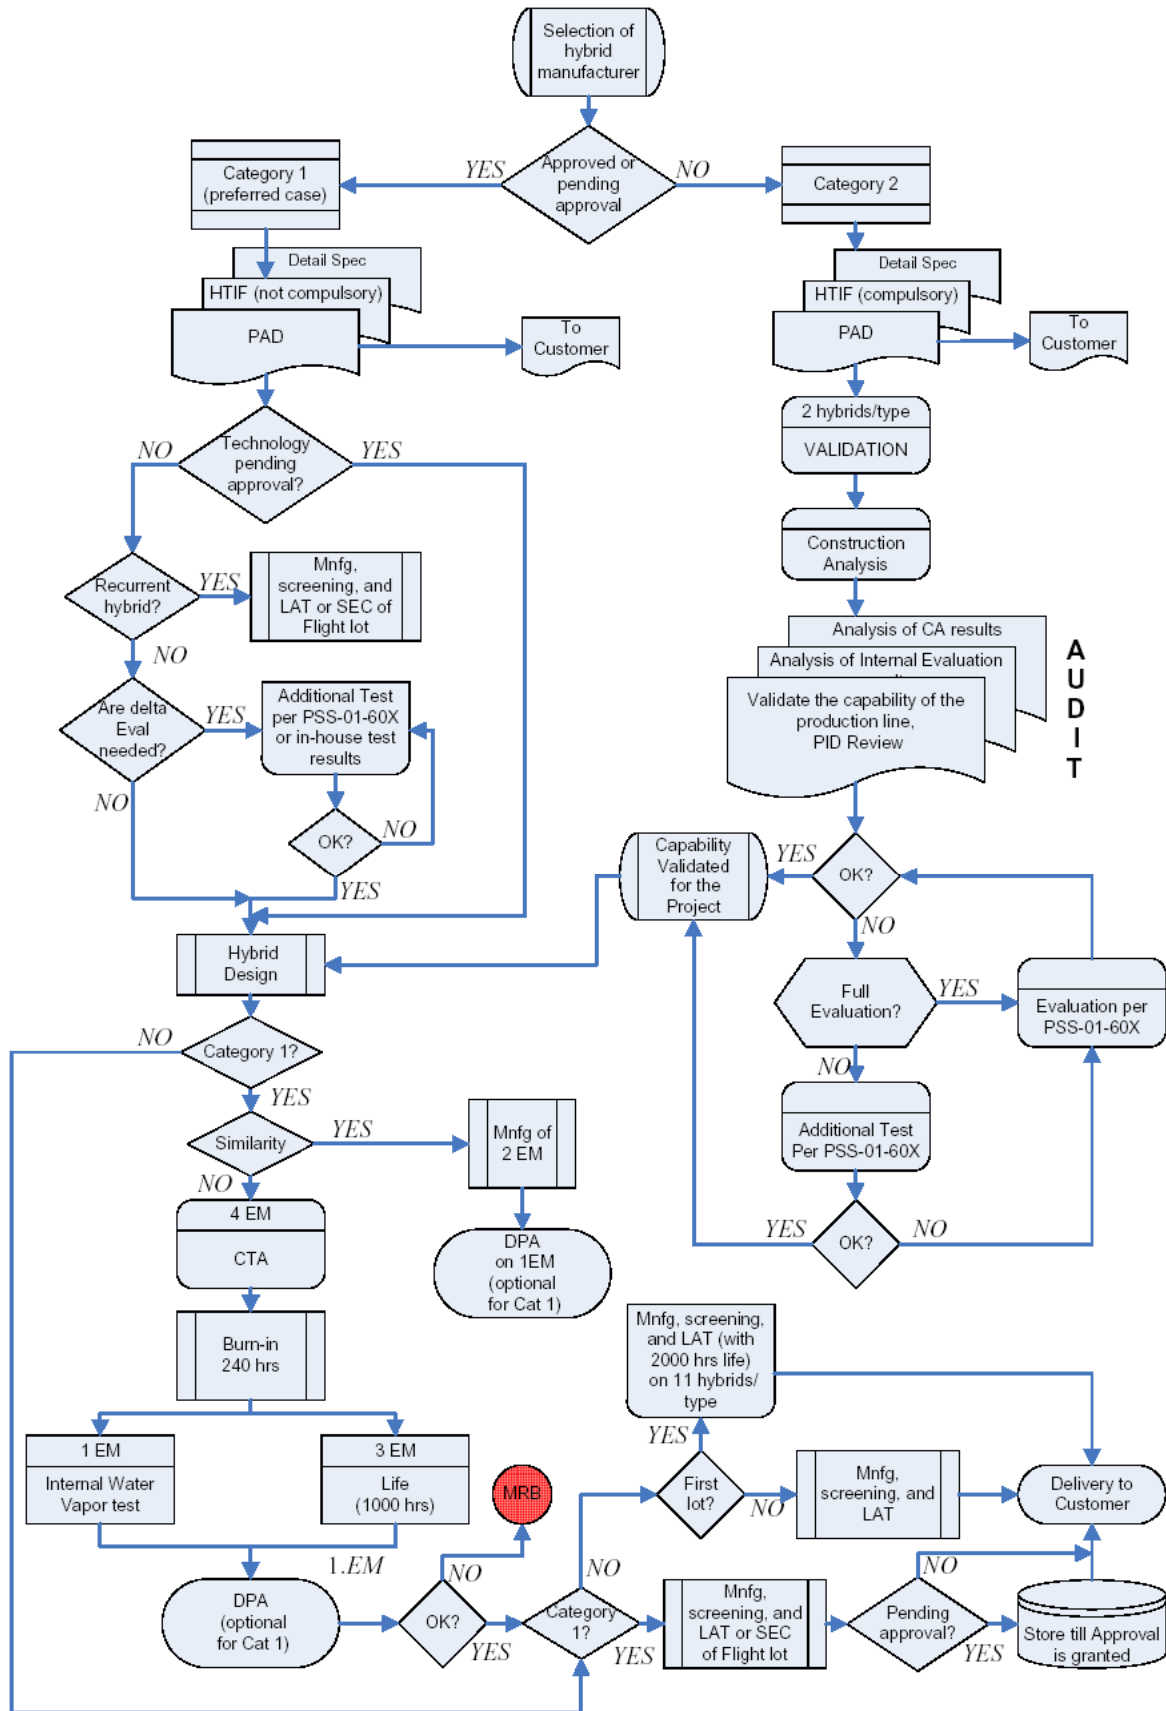 Selection of
hybrid
manufacturer
Approved or
pending
approval
YES
NO
Category 1
(preferred case)
Category 2
Detail Spec
HTIF (not compulsory)
PAD
To
Customer
Detail Spec
HTIF (compulsory)
PAD
To
Customer
2 hybrids/type
VALIDATION
Technology
pending
approval?
NO
YES
Construction
Analysis
Recurrent
hybrid?
YES
NO
Mnfg,
screening, and
LAT or SEC of
Flight lot
Analysis of CA results
Analysis of Internal Evaluation
Validate the capability of the
production line,
PID Review
AUDIT
Are delta
Eval
needed?
YES
NO
Additional Test
per PSS-01-60X
or in-house test
results
OK?
NO
YES
Capability
Validated
for the
Project
YES
OK?
NO
Hybrid
Design
Full
Evaluation?
YES
NO
Evaluation per
PSS-01-60X
NO
Category 1?
YES
Additional Test
Per PSS-01-60X
Similarity
YES
NO
Mnfg of
2 EM
YES
OK?
NO
4 EM
CTA
DPA
on 1EM
(optional
for Cat 1)
Burn-in
240 hrs
Mnfg, screening,
and LAT (with
2000 hrs life)
on 11 hybrids/
type
1 EM
Internal Water
Vapor test
3 EM
Life
(1000 hrs)
MRB
YES
First
lot?
NO
Mnfg,
screening, and
LAT
Delivery to
Customer
1.EM
DPA
(optional
for Cat 1)
OK?
NO
YES
Category
1?
NO
YES
Mnfg,
screening, and
LAT or SEC
of Flight lot
Pending
approval?
NO
YES
Store till Approval
is granted